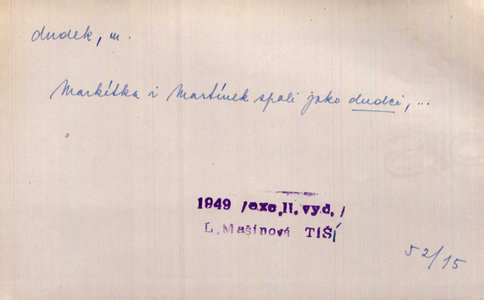 dudek, m.
Markétka i Martínek spali jako dudci, ...
1949 /exc. II. vyd. /
L. Mašínová TIŠÍ
52/15